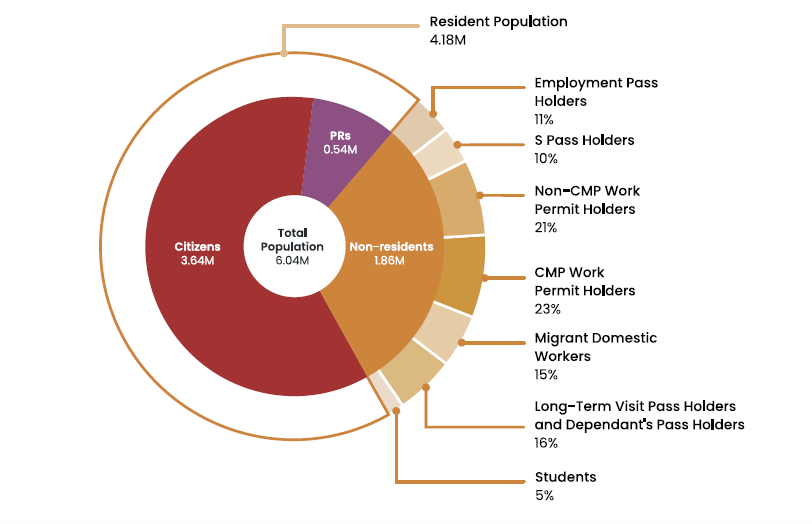 Resident Population
4.18M
Employment Pass
Holders
11%
PRs
0.54M
S Pass Holders
10%
Non-CMP Work
Permit Holders
21%
Total
Population
6.04M
Citizens
3.64M
Non-residents
1.86M
CMP Work
Permit Holders
23%
Migrant Domestic
Workers
15%
Long-Term Visit Pass Holders
and Dependant's Pass Holders
16%
Students
5%